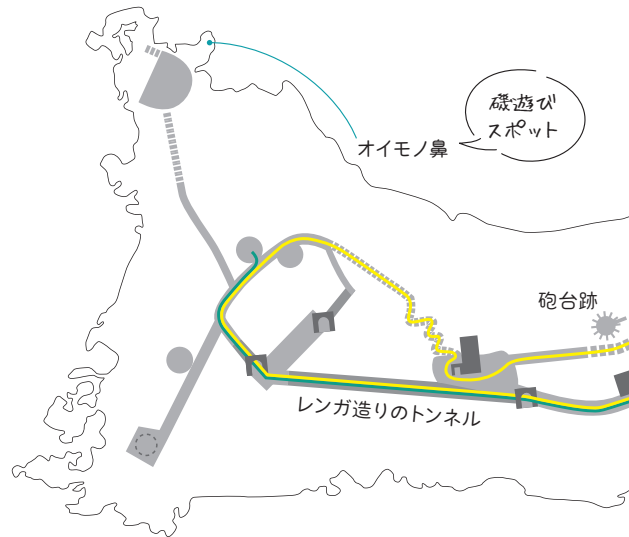 磯遊び
スポット
オイモノ鼻
砲台跡
レンガ造りのトンネル